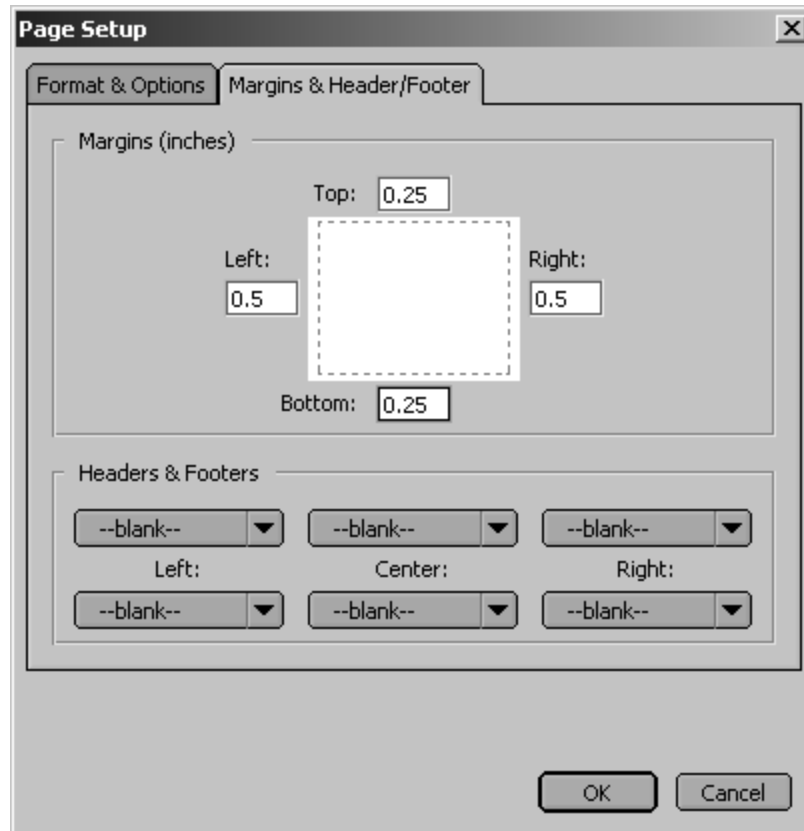 Page Setup
Format & Options
Margins & Header/Footer
Margins (inches)
Top: 0.25
Left:
Right:
0.5
0.5
Bottom: 0.25
Headers & Footers
--blank-- --blank-- --blank--
Left: Center: Right:
--blank-- --blank-- --blank--
OK Cancel